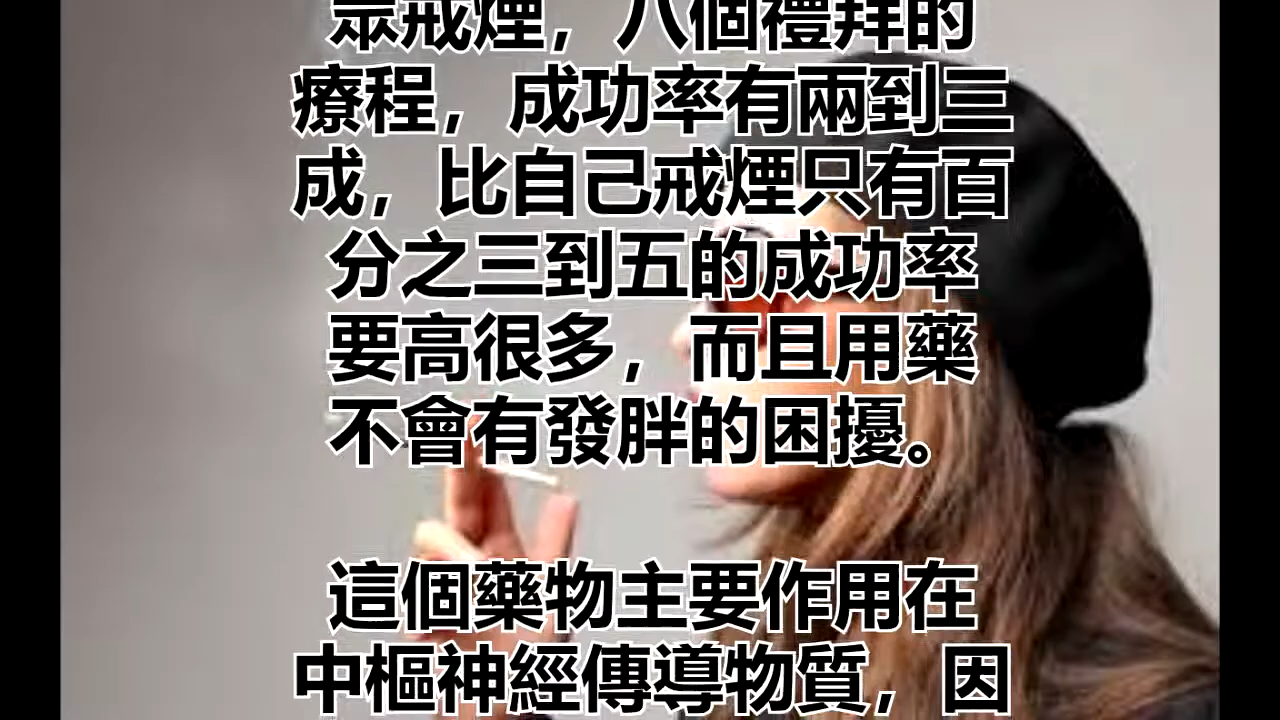 眾戒煙，八個禮拜的
療程，成功率有兩到三
成，比自己戒煙只有百
分之三到五的成功率
要高很多，而且用藥
不會有發胖的困擾。
這個藥物主要作用在
中樞神經傳導物質，因